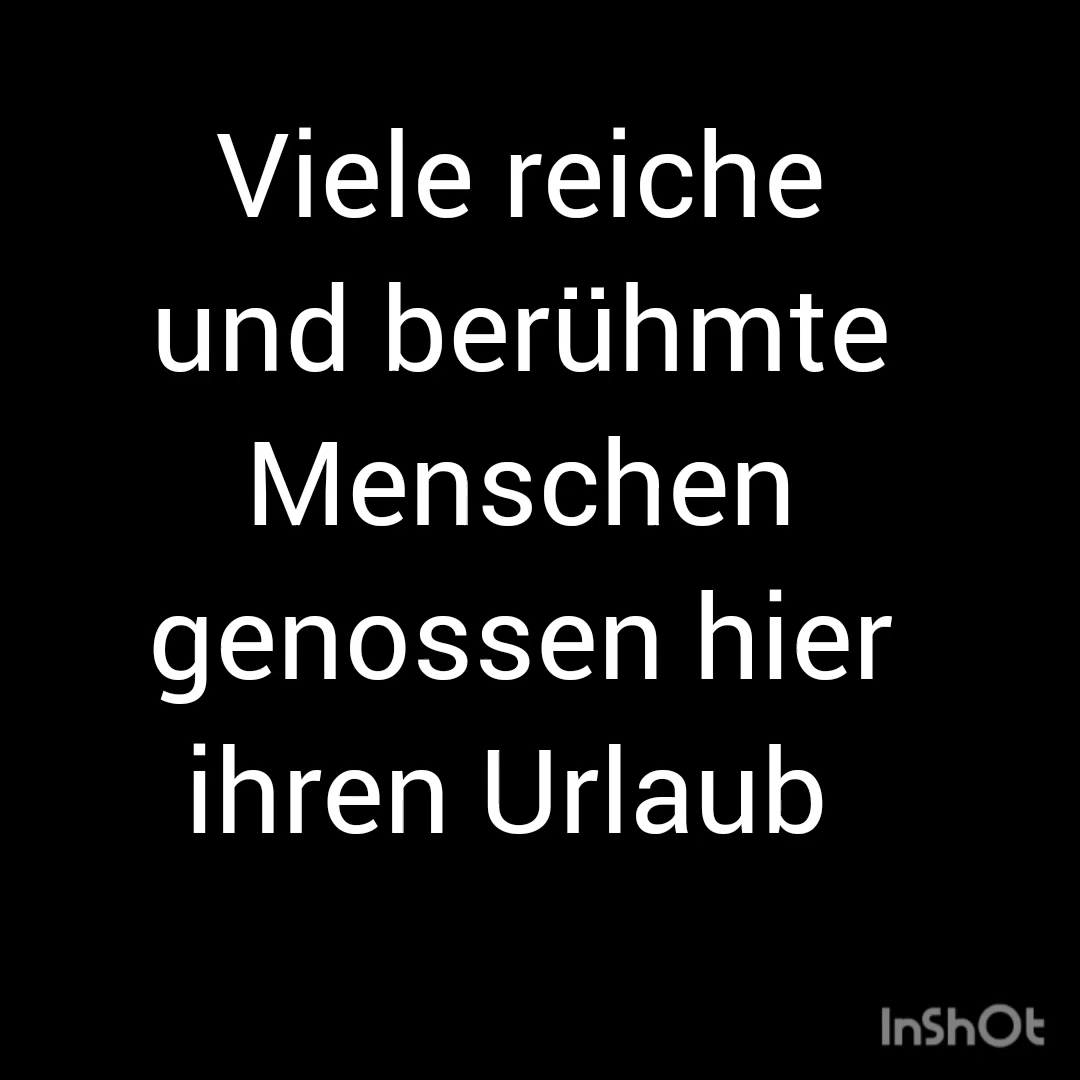 Viele reiche
und berühmte
Menschen
genossen hier
ihren Urlaub
InShOt